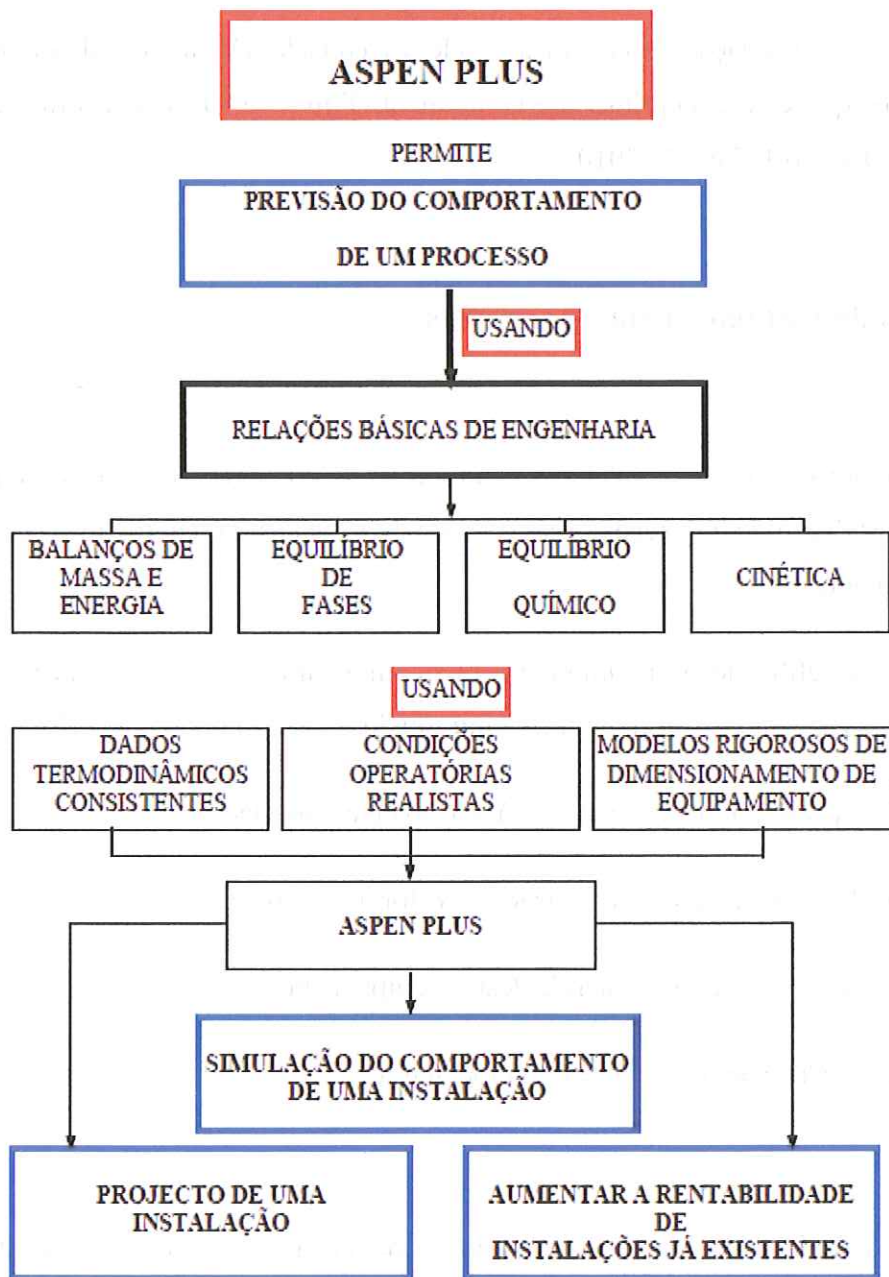 ASPEN PLUS
PERMITE
PREVISÃO DO COMPORTAMENTO
DE UM PROCESSO
USANDO
RELAÇÕES BÁSICAS DE ENGENHARIA
BALANÇOS DE
MASSA E
ENERGIA
EQUILÍBRIO
DE
FASES
EQUILÍBRIO
QUÍMICO
CINÉTICA
USANDO
DADOS
TERMODINÂMICOS
CONSISTENTES
CONDIÇÕES
OPERATÓRIAS
REALISTAS
MODELOS RIGOROSOS DE
DIMENSIONAMENTO DE
EQUIPAMENTO
ASPEN PLUS
SIMULAÇÃO DO COMPORTAMENTO
DE UMA INSTALAÇÃO
PROJECTO DE UMA
INSTALAÇÃO
AUMENTAR A RENTABILIDADE
DE
INSTALAÇÕES JÁ EXISTENTES